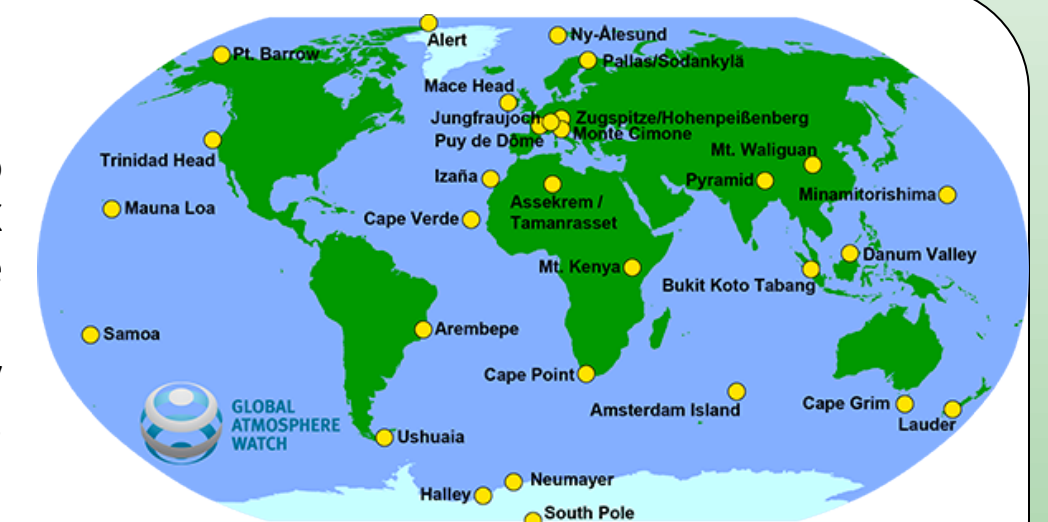 Alert
Ny-Alesund
Pt. Barrow
Pallas/Sodankylä
Mace Head
Jungfraujoch
Zugspitze/Hohenpeißenberg
Puy de Dome
Monte Cimone
Trinidad Head
Mt. Waliguan
Izaña
Pyramid
Assekrem /
Tamanrasset
Minamitorishima
Mauna Loa
Cape Verde
Mt. Kenya
Danum Valley
Bukit Koto Tabang
Samoa
Arembepe
Cape Point
Amsterdam Island
Cape Grim
Lauder
GLOBAL
ATMOSPHERE
WATCH
Ushuaia
Neumayer
Halley
South Pole